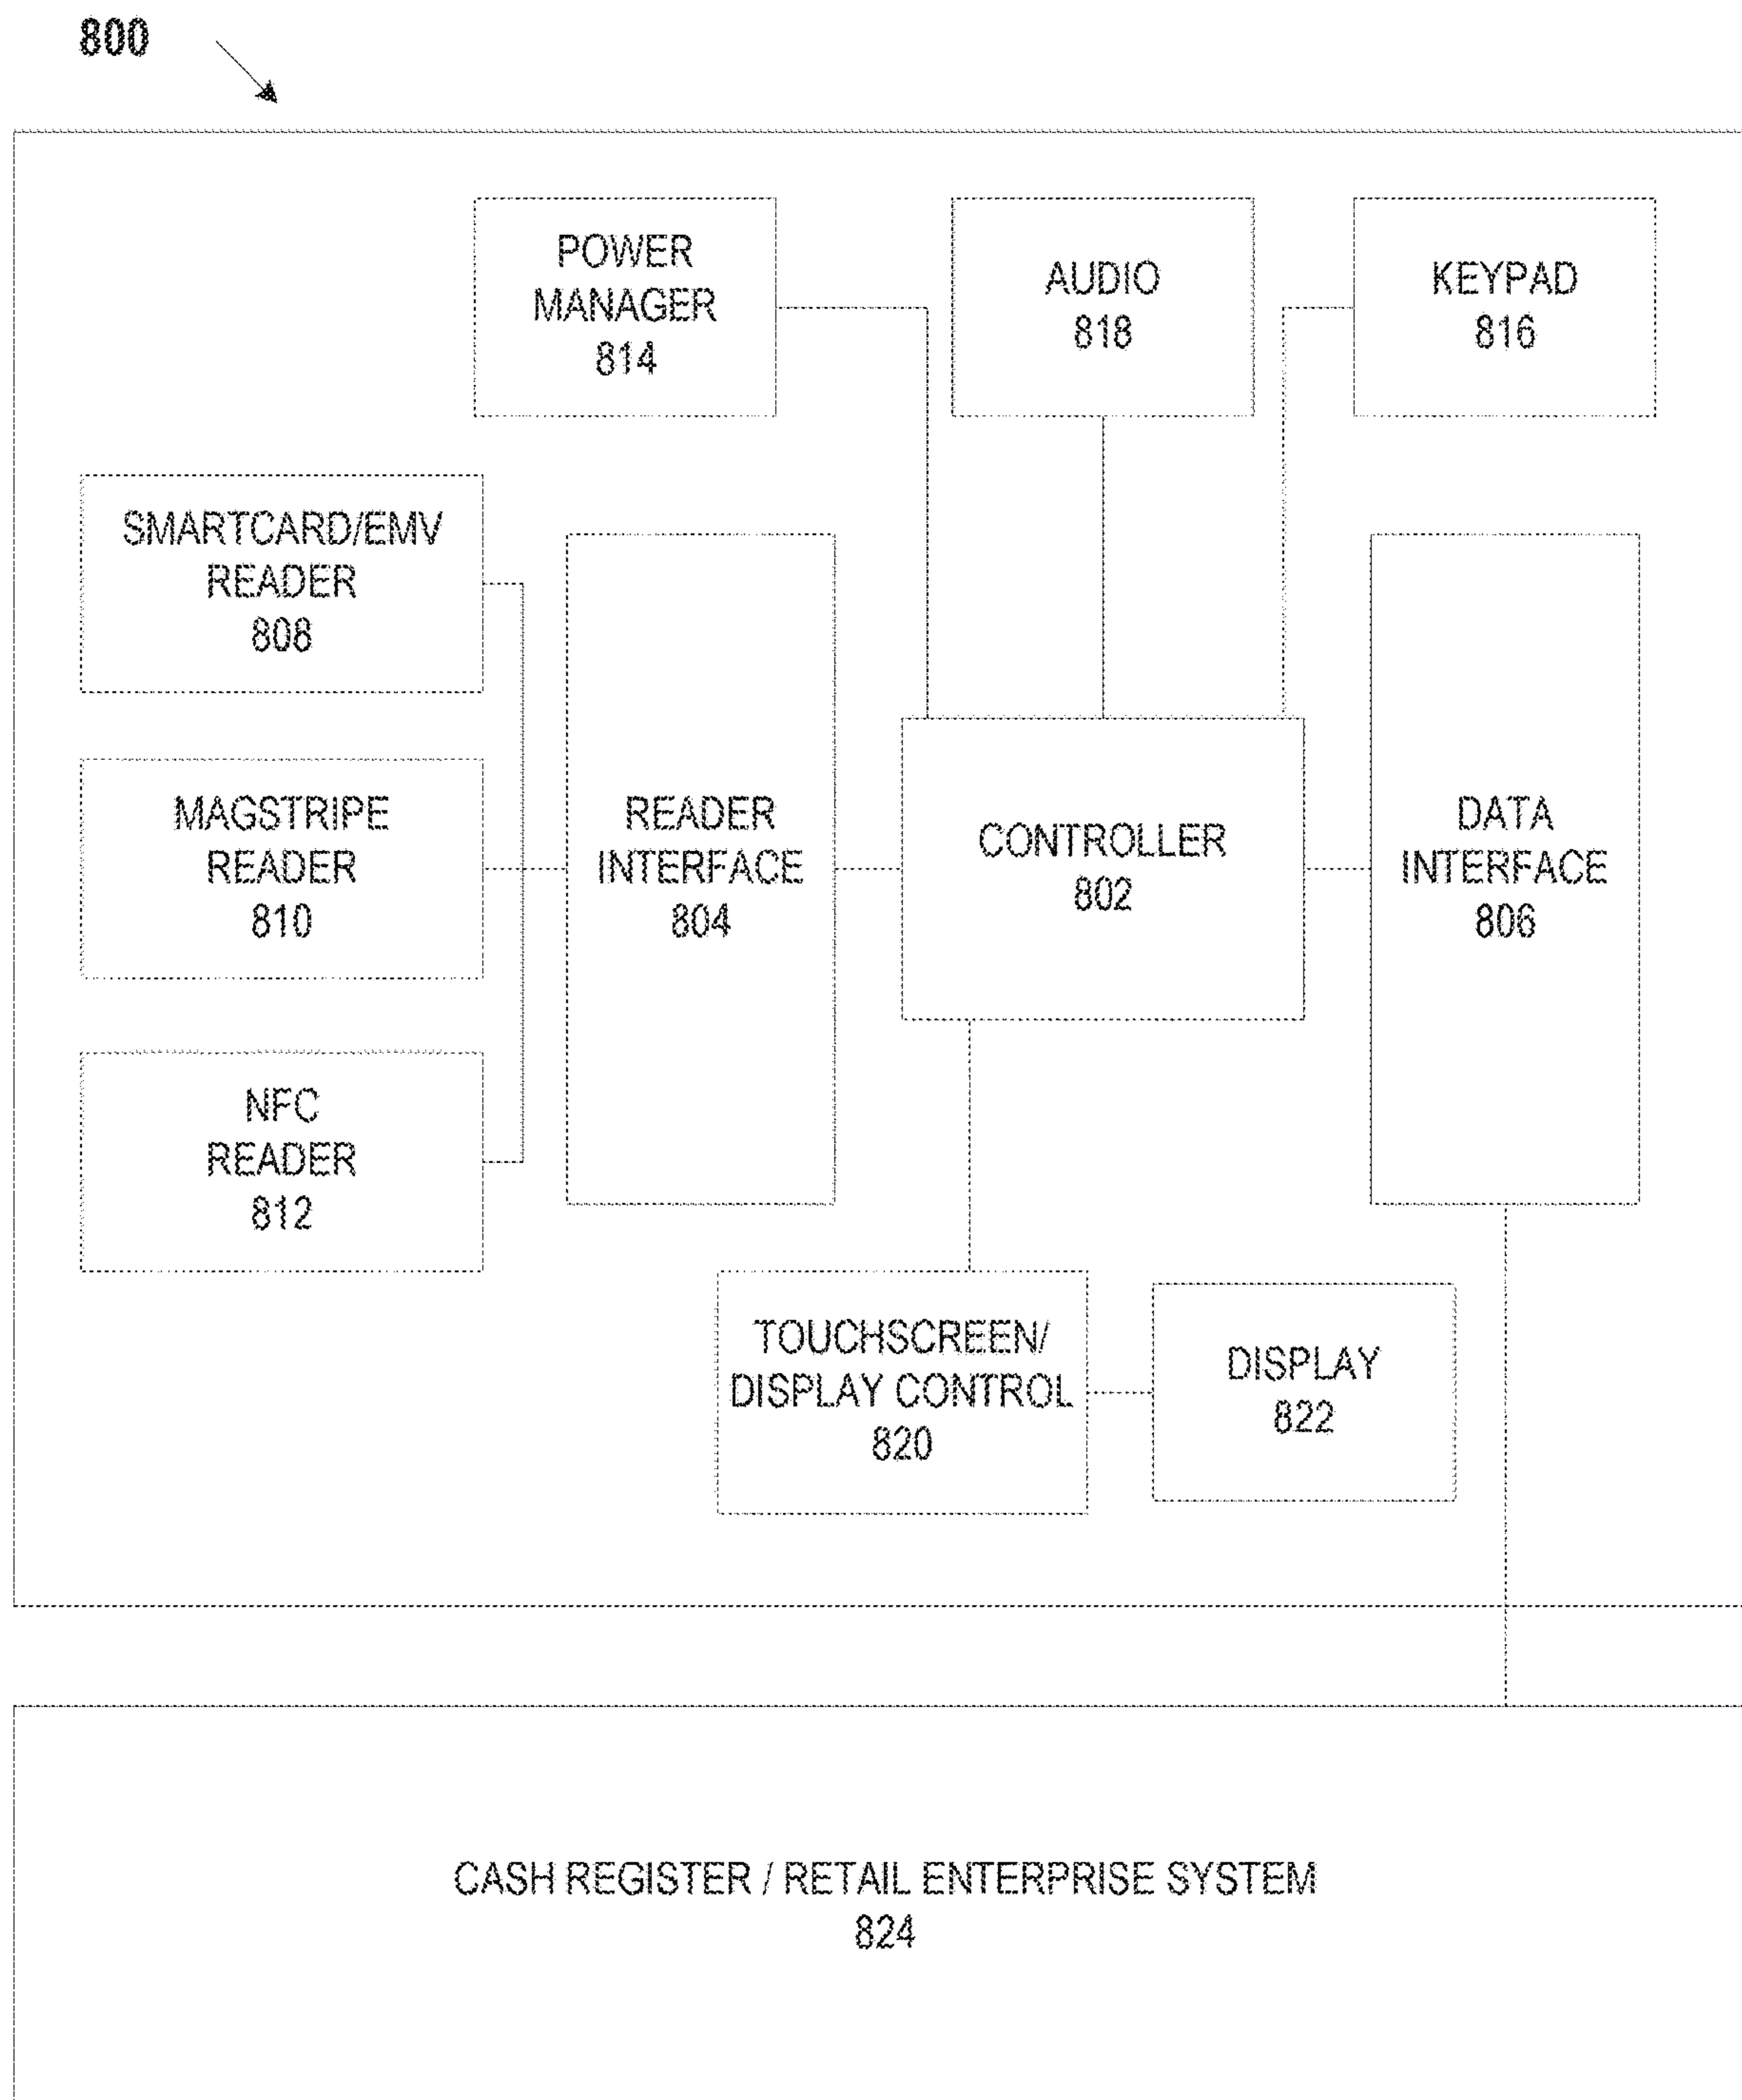 800
POWER
MANAGER
814
AUDIO
818
KEYPAD
816
SMARTCARD/EMV
READER
808
MAGSTRIPE
READER
810
NFC
READER
812
READER
INTERFACE
804
CONTROLLER
802
DATA
INTERFACE
806
TOUCHSCREEN/
DISPLAY CONTROL
820
DISPLAY
822
CASH REGISTER / RETAIL ENTERPRISE SYSTEM
824